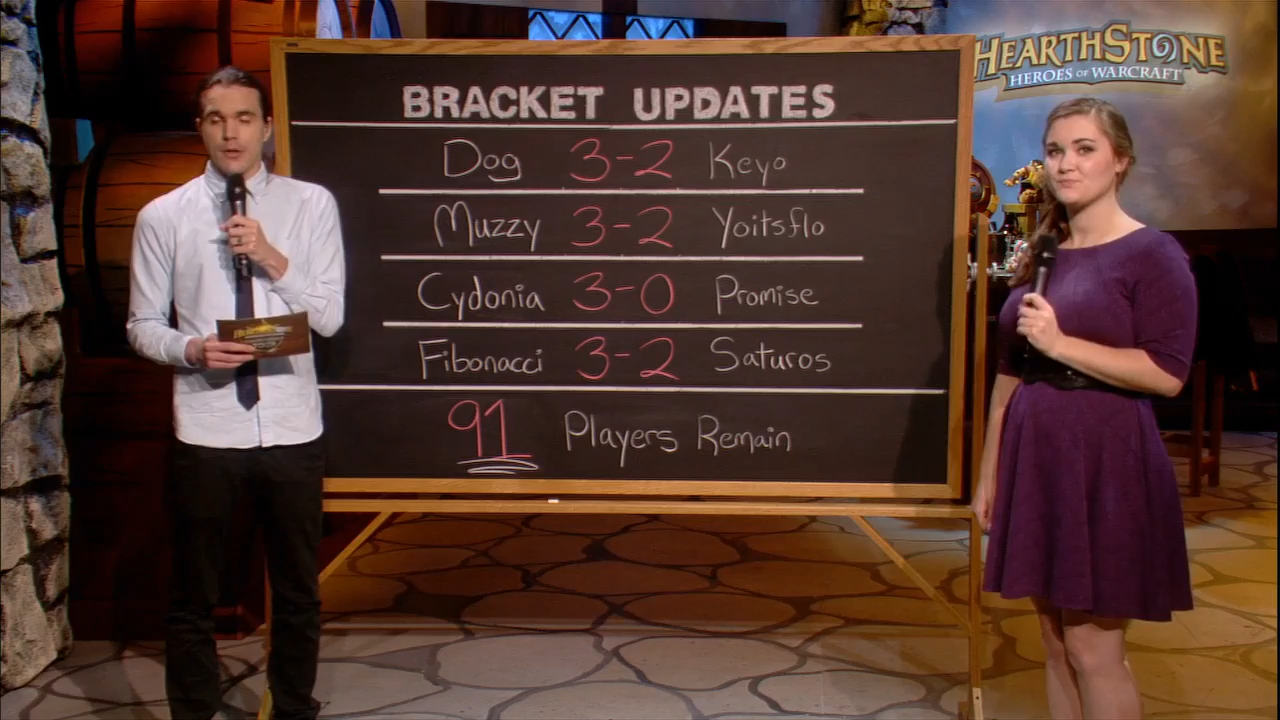 HEARTHSTONE
HEROES OF WARCRAFT
BRACKET UPDATES
Dog 3-2 Keyo
Muzzy 3-2 Yoitsflo
Cydonia 3-0 Promise
Fibonacci 3-2 Saturos
91 Players Remain